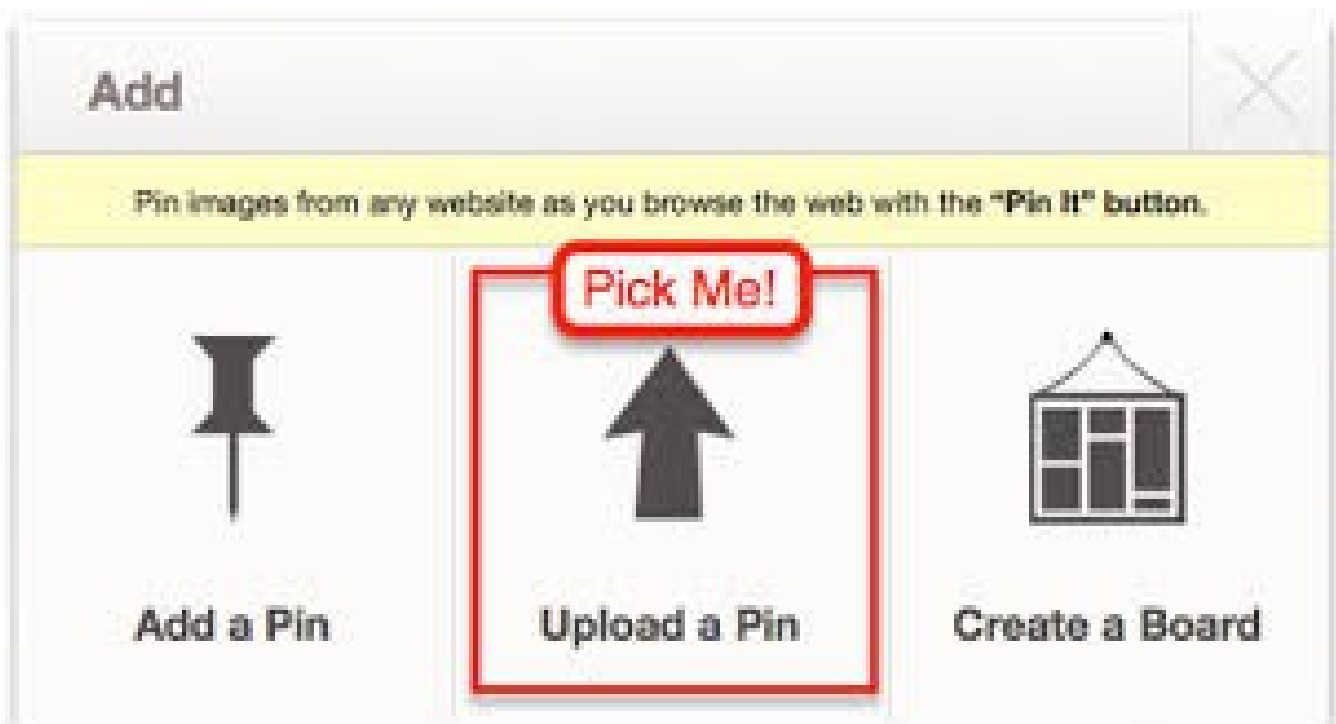 Add
Pin images from any website as you browse the web with the "Pin It" button.
Pick Me!
Add a Pin
Upload a Pin
Create a Board